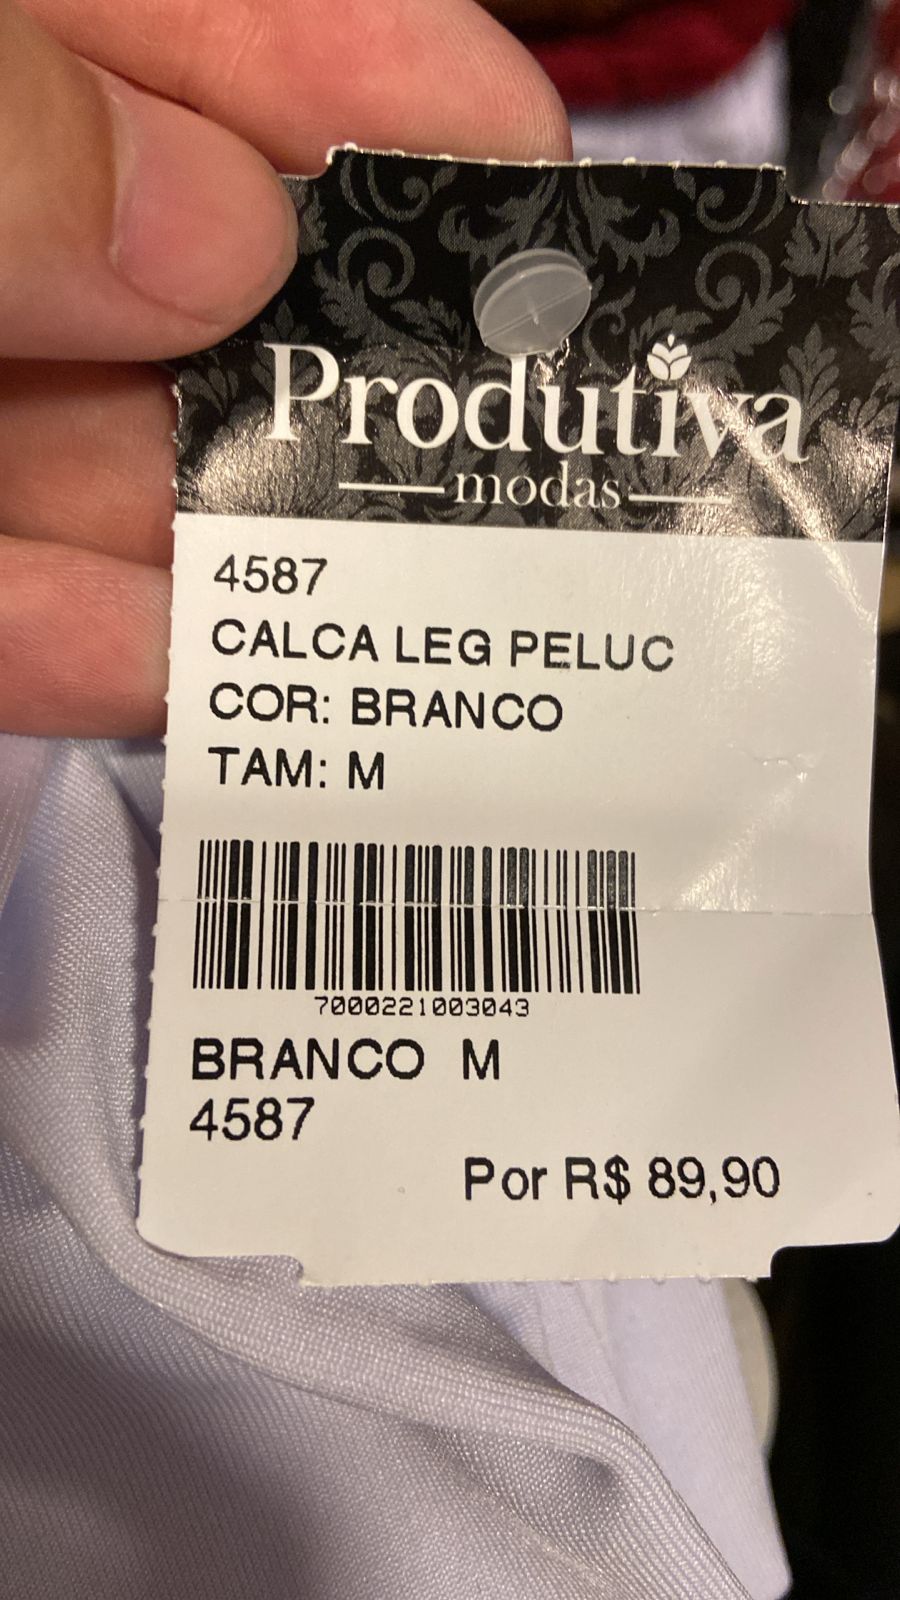 Produtiva
modas
4587
CALCA LEG PELUC
COR: BRANCO
TAM: M
7000221003043
BRANCO M
4587
Por R$ 89,90